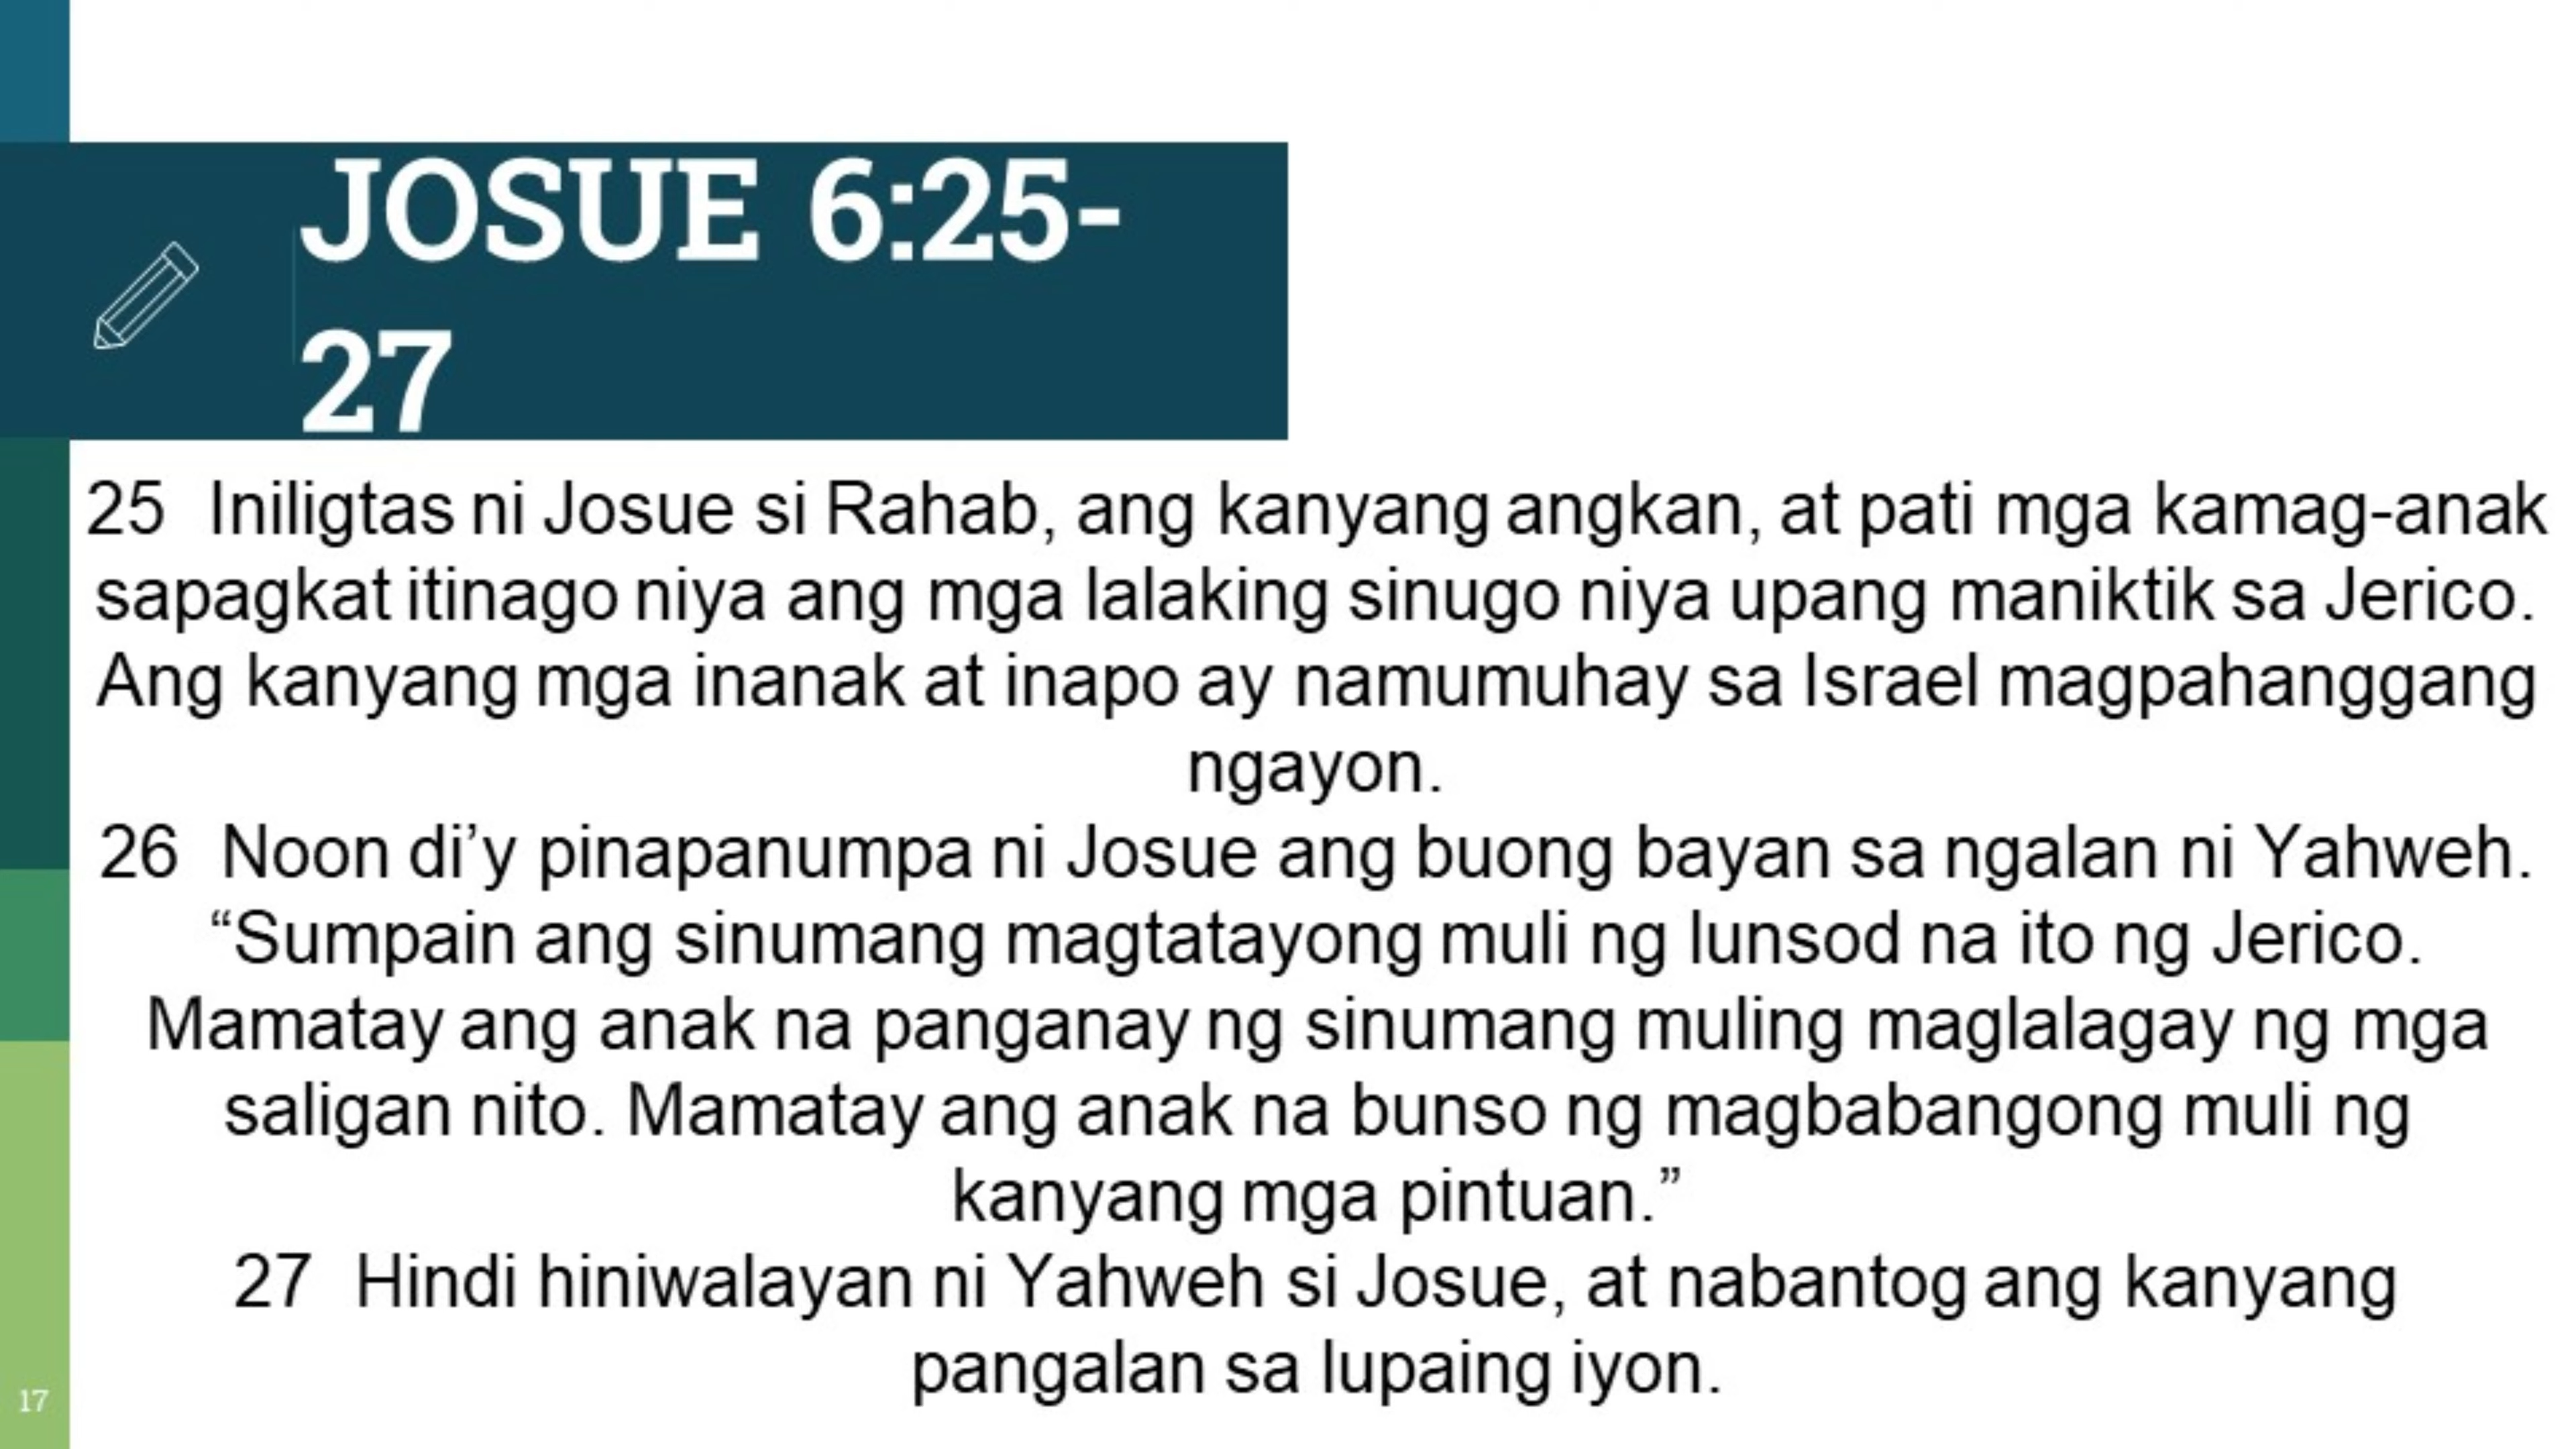 JOSUE 6:25-
27
25 Iniligtas ni Josue si Rahab, ang kanyang angkan, at pati mga kamag-anak
sapagkat itinago niya ang mga lalaking sinugo niya upang maniktik sa Jerico.
Ang kanyang mga inanak at inapo ay namumuhay sa Israel magpahanggang
ngayon.
26 Noon di’y pinapanumpa ni Josue ang buong bayan sa ngalan ni Yahweh.
“Sumpain ang sinumang magtatayong muli ng lunsod na ito ng Jerico.
Mamatay ang anak na panganay ng sinumang muling maglalagay ng mga
saligan nito. Mamatay ang anak na bunso ng magbabangong muli ng
kanyang mga pintuan.”
27 Hindi hiniwalayan ni Yahweh si Josue, at nabantog ang kanyang
pangalan sa lupaing iyon.
17